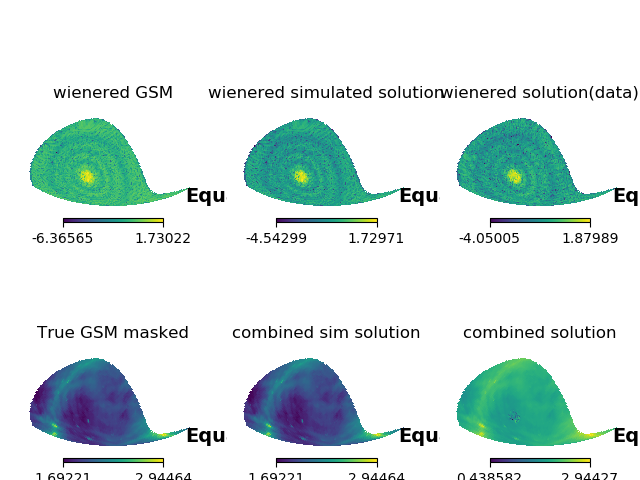 wienered GSM wienered simulated solution wienered solution(data)
Equ Equ Eq
-6.36565 1.73022 -4.54299 1.72971 -4.05005 1.87989
True GSM masked combined sim solution combined solution
Equ Equ Eq
1.69221 2.94464 1.69221 2.94464 0.438582 2.94427